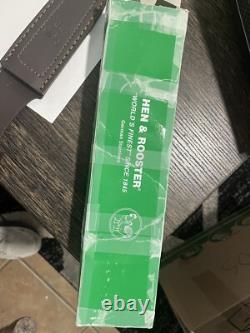 HEN & ROOSTER®
"WORLD'S FINEST" SINCE 1845
German Stainless